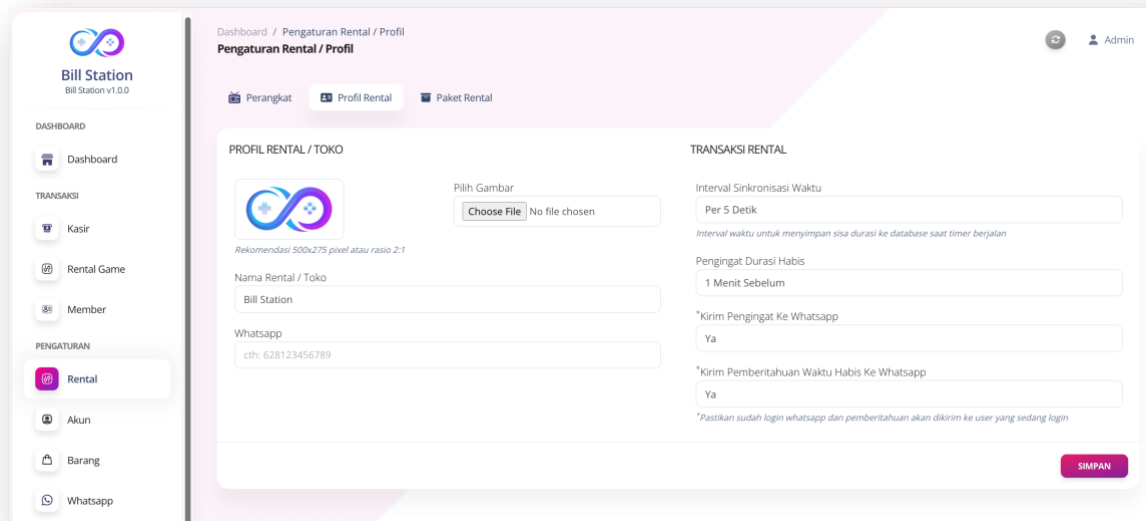 Bill Station
Bill Station v1.0.0
DASHBOARD
Dashboard
TRANSAKSI
Kasir
Rental Game
Member
PENGATURAN
Rental
Akun
Barang
Whatsapp
Dashboard / Pengaturan Rental / Profil
Pengaturan Rental / Profil
Admin
Perangkat
Profil Rental
Paket Rental
PROFIL RENTAL / TOKO
Pilih Gambar
Choose File No file chosen
Rekomendasi 500x275 pixel atau rasio 2:1
Nama Rental / Toko
Bill Station
Whatsapp
cth: 628123456789
TRANSAKSI RENTAL
Interval Sinkronisasi Waktu
Per 5 Detik
Interval waktu untuk menyimpan sisa durasi ke database saat timer berjalan
Pengingat Durasi Habis
1 Menit Sebelum
*Kirim Pengingat Ke Whatsapp
Ya
*Kirim Pemberitahuan Waktu Habis Ke Whatsapp
Ya
*Pastikan sudah login whatsapp dan pemberitahuan akan dikirim ke user yang sedang login
SIMPAN